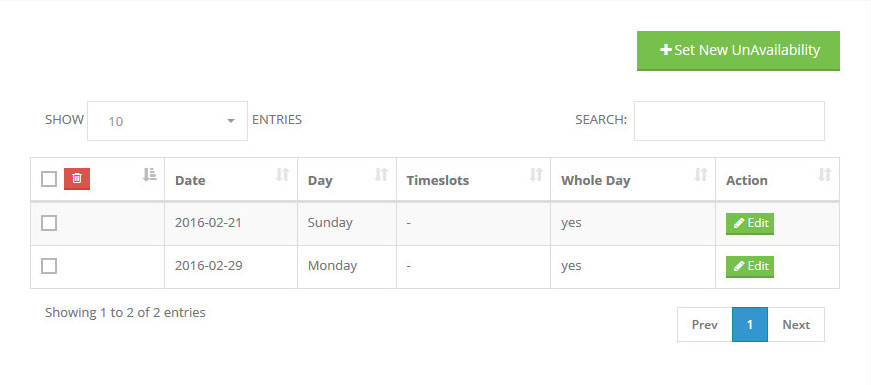 Set New UnAvailability
SHOW 10 ENTRIES SEARCH:
Date Day Timeslots Whole Day Action
2016-02-21 Sunday - yes Edit
2016-02-29 Monday - yes Edit
Showing 1 to 2 of 2 entries
Prev 1 Next